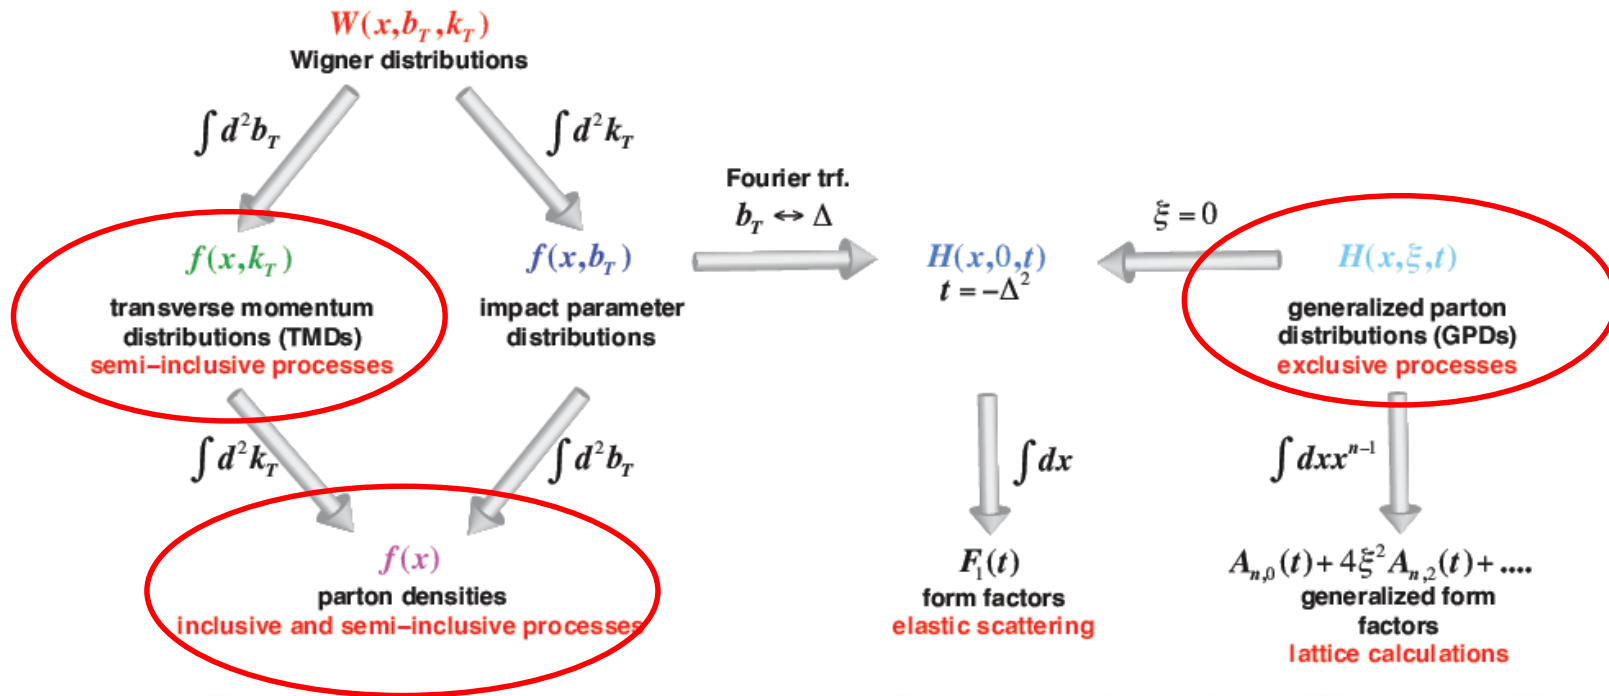 W(x,b_T,k_T)
Wigner distributions
∫d²b_T
∫d²k_T
Fourier trf.
b_T ↔ Δ
ξ = 0
f(x,k_T)
transverse momentum
distributions (TMDs)
semi–inclusive processes
f(x,b_T)
impact parameter
distributions
H(x,0,t)
t = −Δ²
H(x,ξ,t)
generalized parton
distributions (GPDs)
exclusive processes
∫d²k_T
∫d²b_T
∫dx
∫dxx^{n−1}
f(x)
parton densities
inclusive and semi–inclusive processes
F₁(t)
form factors
elastic scattering
A_{n,0}(t) + 4ξ²A_{n,2}(t) + ....
generalized form
factors
lattice calculations